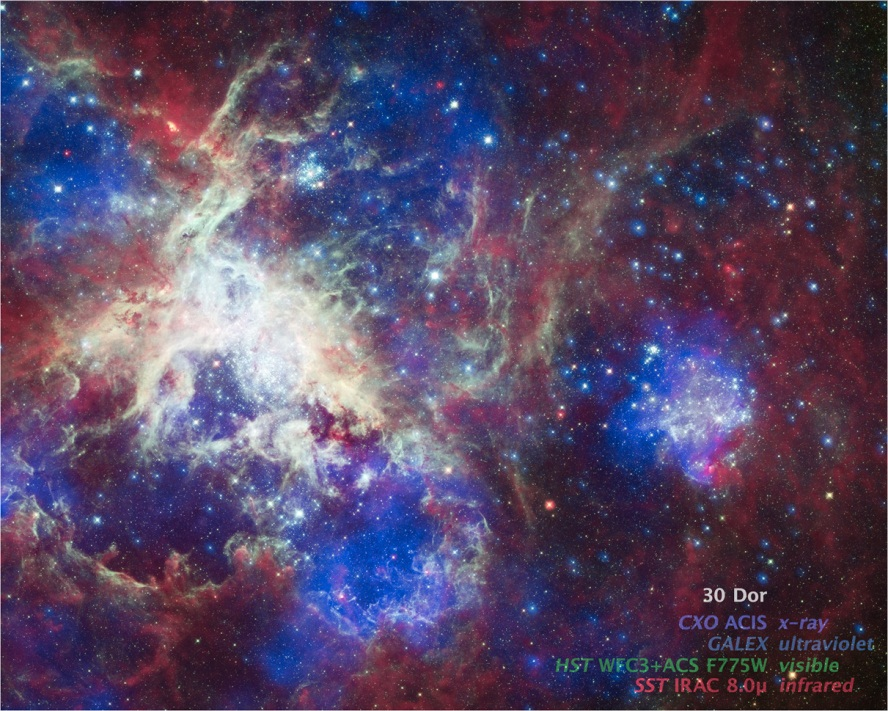 30 Dor
CXO ACIS x-ray
GALEX ultraviolet
HST WFC3+ACS F775W visible
SST IRAC 8.0μ infrared